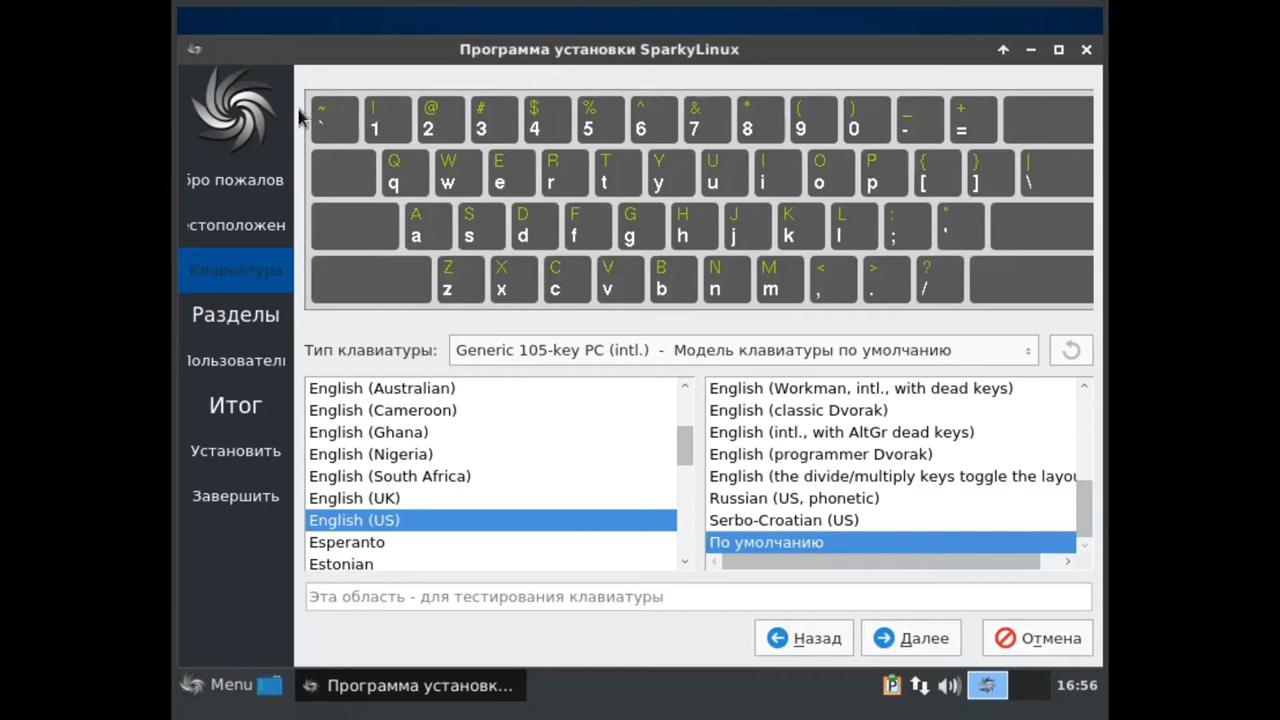 Программа установки SparkyLinux
~ ! @ # $ % ^ & * ( ) _ +
` 1 2 3 4 5 6 7 8 9 0 - =
Q W E R T Y U I O P { } |
q w e r t y u i o p [ ] \
A S D F G H J K L : "
a s d f g h j k l ; '
Z X C V B N M < > ?
z x c v b n m , . /
бро пожалов
стоположен
Клавиатура
Разделы
Пользователи
Итог
Установить
Завершить
Тип клавиатуры:
Generic 105-key PC (intl.) - Модель клавиатуры по умолчанию
English (Australian)
English (Cameroon)
English (Ghana)
English (Nigeria)
English (South Africa)
English (UK)
English (US)
Esperanto
Estonian
English (Workman, intl., with dead keys)
English (classic Dvorak)
English (intl., with AltGr dead keys)
English (programmer Dvorak)
English (the divide/multiply keys toggle the layou
Russian (US, phonetic)
Serbo-Croatian (US)
По умолчанию
Эта область - для тестирования клавиатуры
Назад
Далее
Отмена
Menu
Программа установк...
16:56